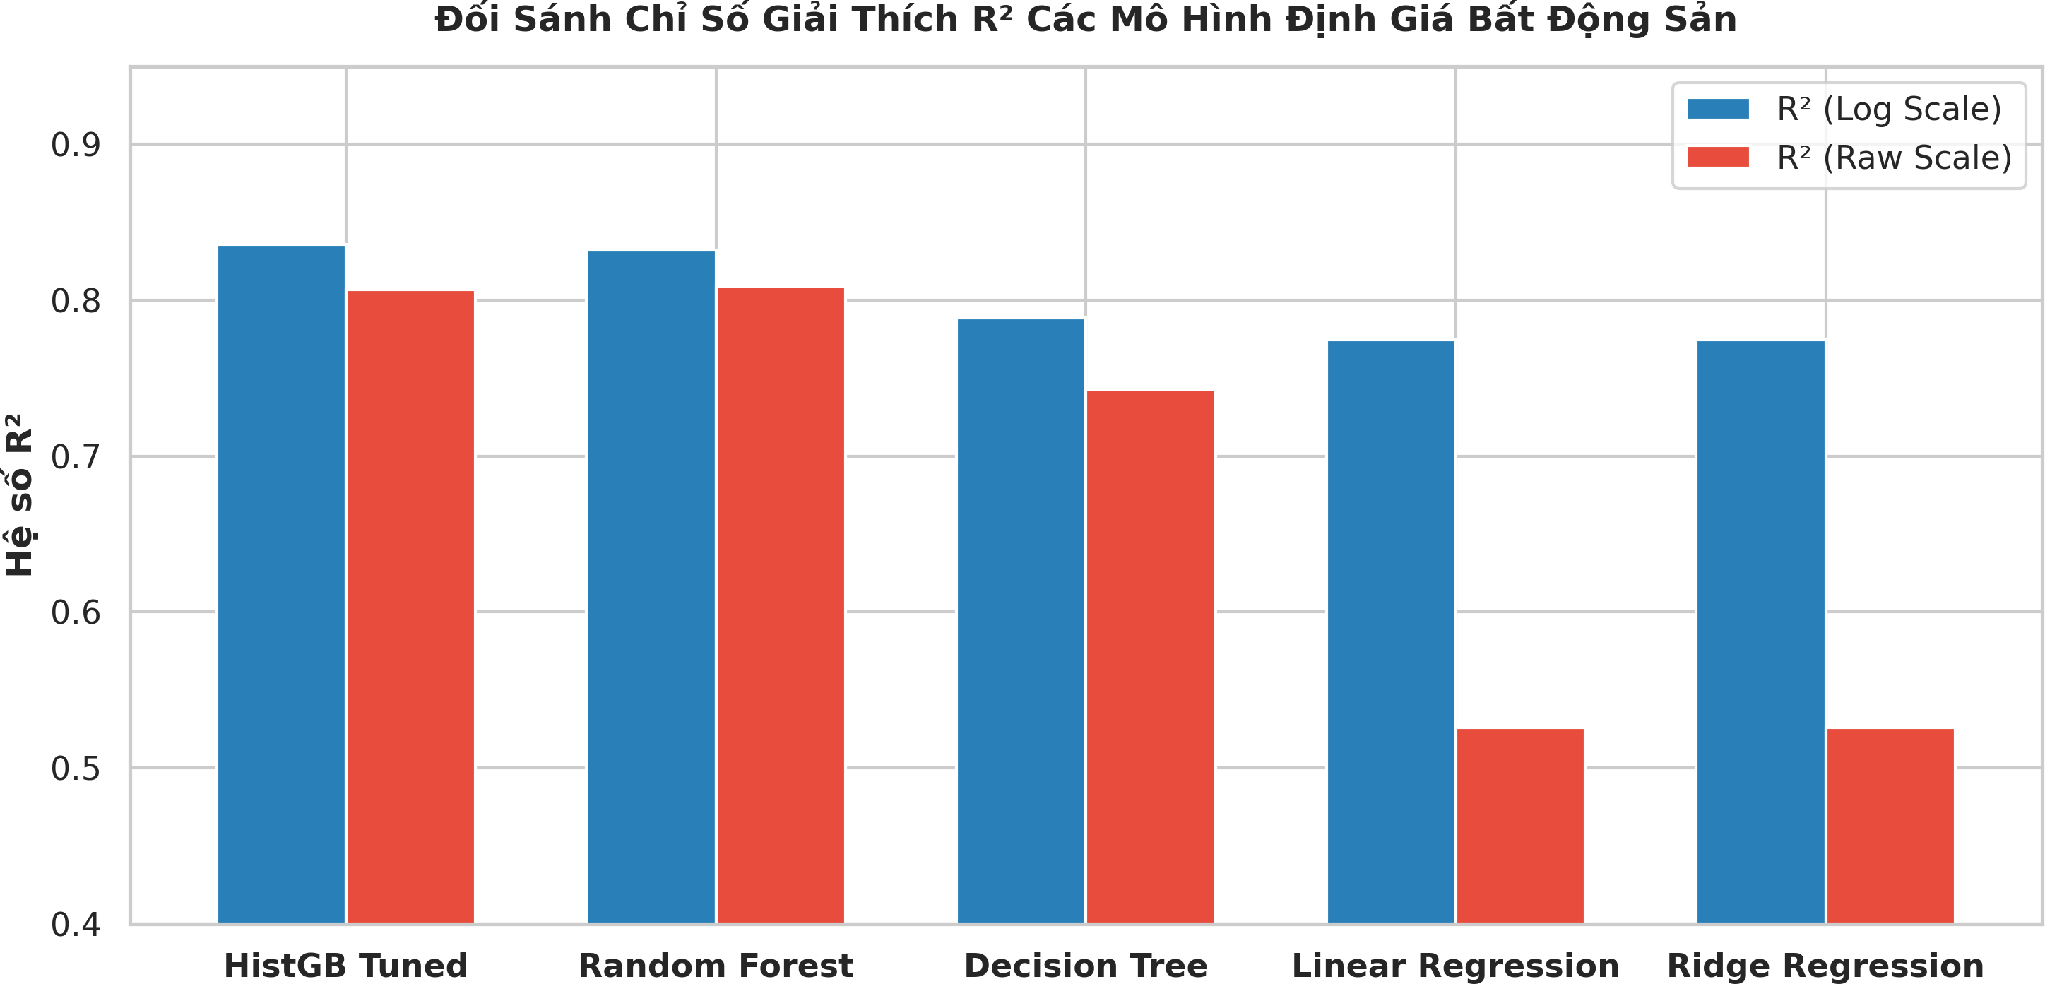 Đối Sánh Chỉ Số Giải Thích R² Các Mô Hình Định Giá Bất Động Sản
R² (Log Scale)
R² (Raw Scale)
Hệ số R²
0.9
0.8
0.7
0.6
0.5
0.4
HistGB Tuned
Random Forest
Decision Tree
Linear Regression
Ridge Regression